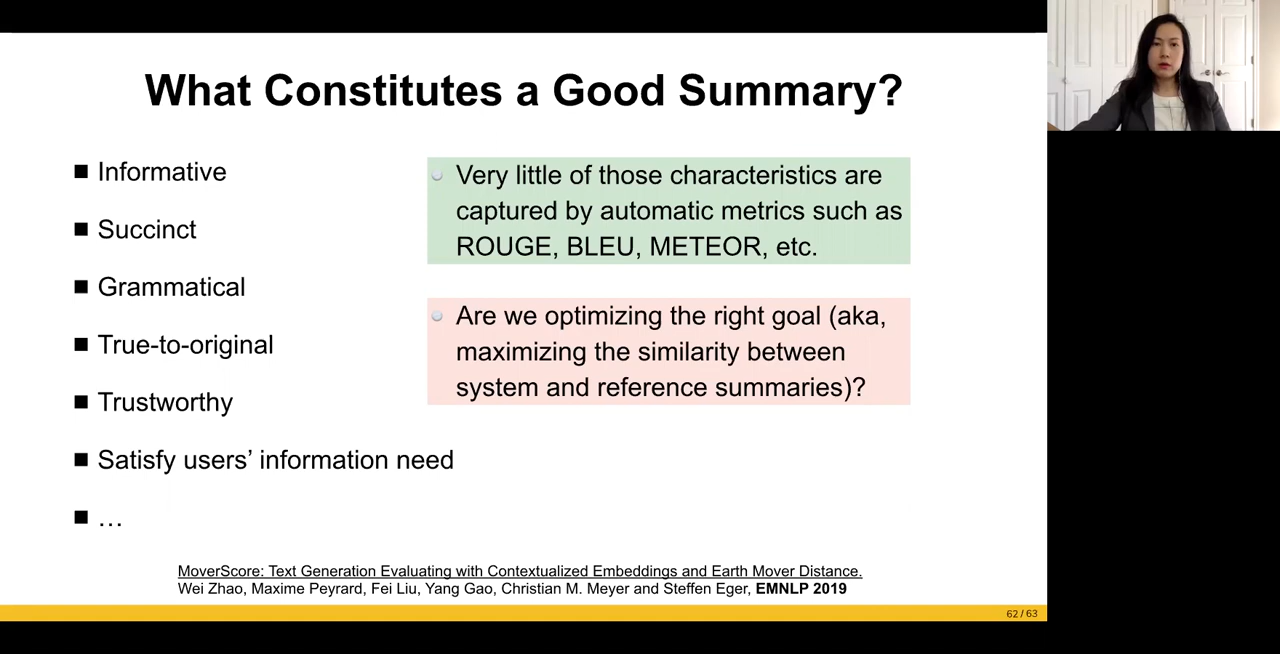 What Constitutes a Good Summary?
■ Informative
■ Succinct
■ Grammatical
■ True-to-original
■ Trustworthy
■ Satisfy users’ information need
■ …
Very little of those characteristics are
captured by automatic metrics such as
ROUGE, BLEU, METEOR, etc.
Are we optimizing the right goal (aka,
maximizing the similarity between
system and reference summaries)?
MoverScore: Text Generation Evaluating with Contextualized Embeddings and Earth Mover Distance.
Wei Zhao, Maxime Peyrard, Fei Liu, Yang Gao, Christian M. Meyer and Steffen Eger, EMNLP 2019
62 / 63